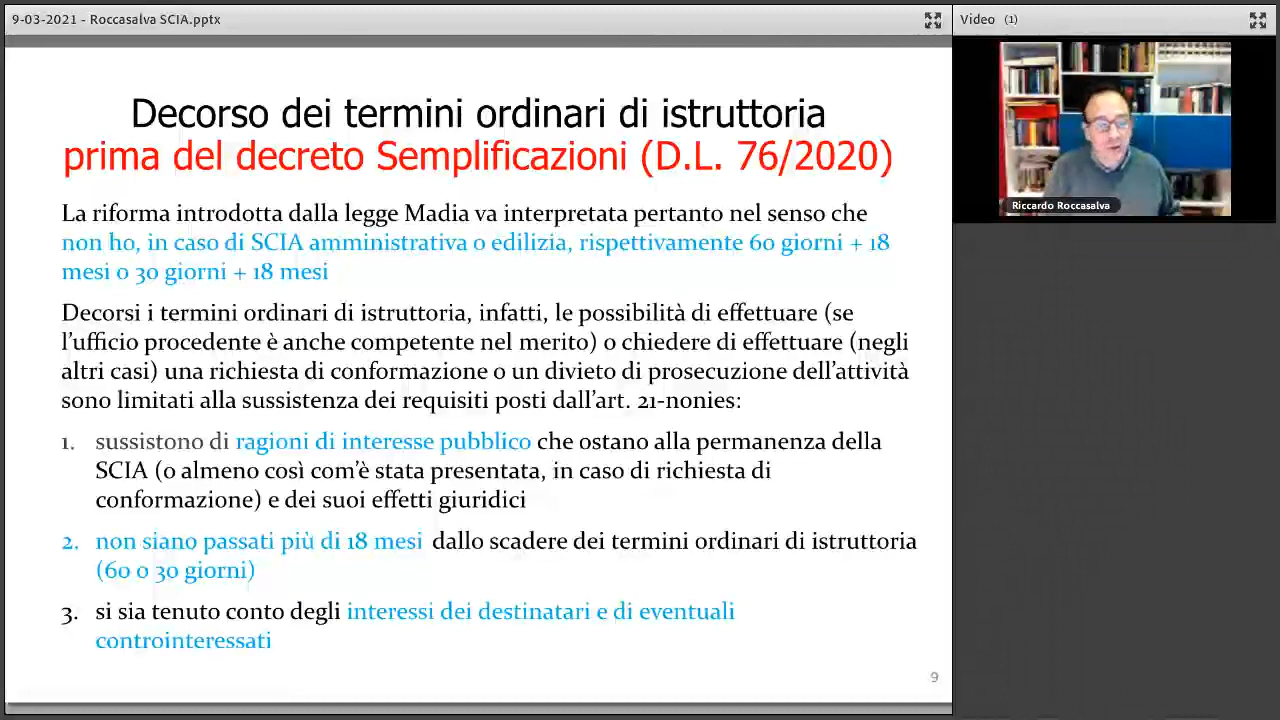 9-03-2021 - Roccasalva SCIA.pptx
Video (1)
Riccardo Roccasalva
Decorso dei termini ordinari di istruttoria
prima del decreto Semplificazioni (D.L. 76/2020)
La riforma introdotta dalla legge Madia va interpretata pertanto nel senso che
non ho, in caso di SCIA amministrativa o edilizia, rispettivamente 60 giorni + 18
mesi o 30 giorni + 18 mesi
Decorsi i termini ordinari di istruttoria, infatti, le possibilità di effettuare (se
l'ufficio procedente è anche competente nel merito) o chiedere di effettuare (negli
altri casi) una richiesta di conformazione o un divieto di prosecuzione dell'attività
sono limitati alla sussistenza dei requisiti posti dall'art. 21-nonies:
1. sussistono di ragioni di interesse pubblico che ostano alla permanenza della
SCIA (o almeno così com'è stata presentata, in caso di richiesta di
conformazione) e dei suoi effetti giuridici
2. non siano passati più di 18 mesi dallo scadere dei termini ordinari di istruttoria
(60 o 30 giorni)
3. si sia tenuto conto degli interessi dei destinatari e di eventuali
controinteressati
9